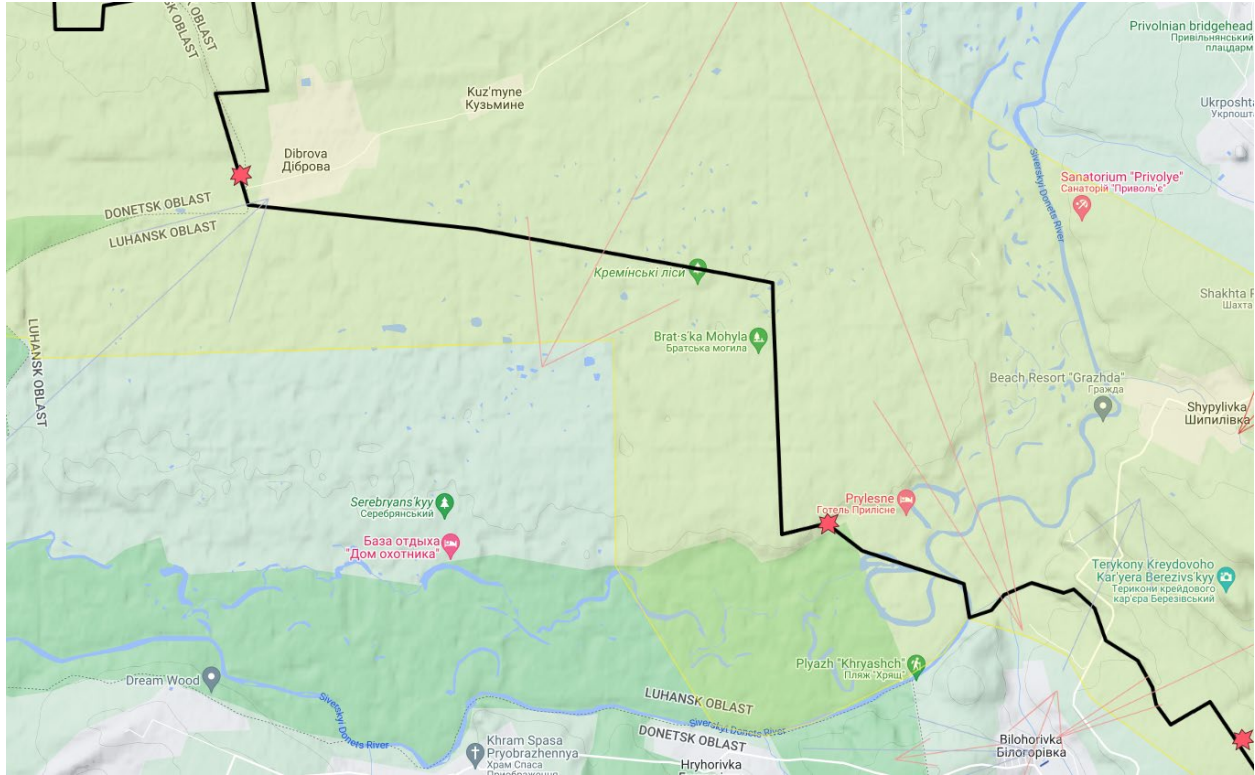 DONETSK OBLAST
LUHANSK OBLAST
Privolnian bridgehead
Привільнянський
плацдарм
Kuz'myne
Кузьмине
Ukrposhta
Укрпошта
Dibrova
Діброва
Siverskyi Donets River
Sanatorium "Privolye"
Санаторій "Приволь'є"
DONETSK OBLAST
LUHANSK OBLAST
Кремінські ліси
Shakhta
Шахта
LUHANSK OBLAST
Brat·s'ka Mohyla
Братська могила
Beach Resort "Grazhda"
Гражда
Shypylivka
Шипилівка
Serebryans'kyy
Серебрянський
Prylesne
Готель Прилісне
База отдыха
"Дом охотника"
Terykony Kreydovoho
Kar'yera Berezivs'kyy
Терикони крейдового
кар'єра Березівський
Plyazh "Khryashch"
Пляж "Хрящ"
Dream Wood
LUHANSK OBLAST
Siverskyi Donets River
Siverskyi Donets River
DONETSK OBLAST
Khram Spasa
Pryobrazhennya
Храм Спаса
Hryhorivka
Bilohorivka
Білогорівка